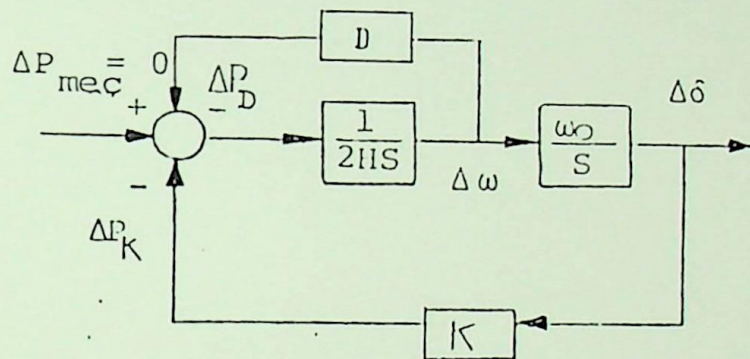 D
ΔP_meç = 0
ΔP_D
Δδ
+
-
1
2HS
ω₀
S
Δω
-
ΔP_K
K